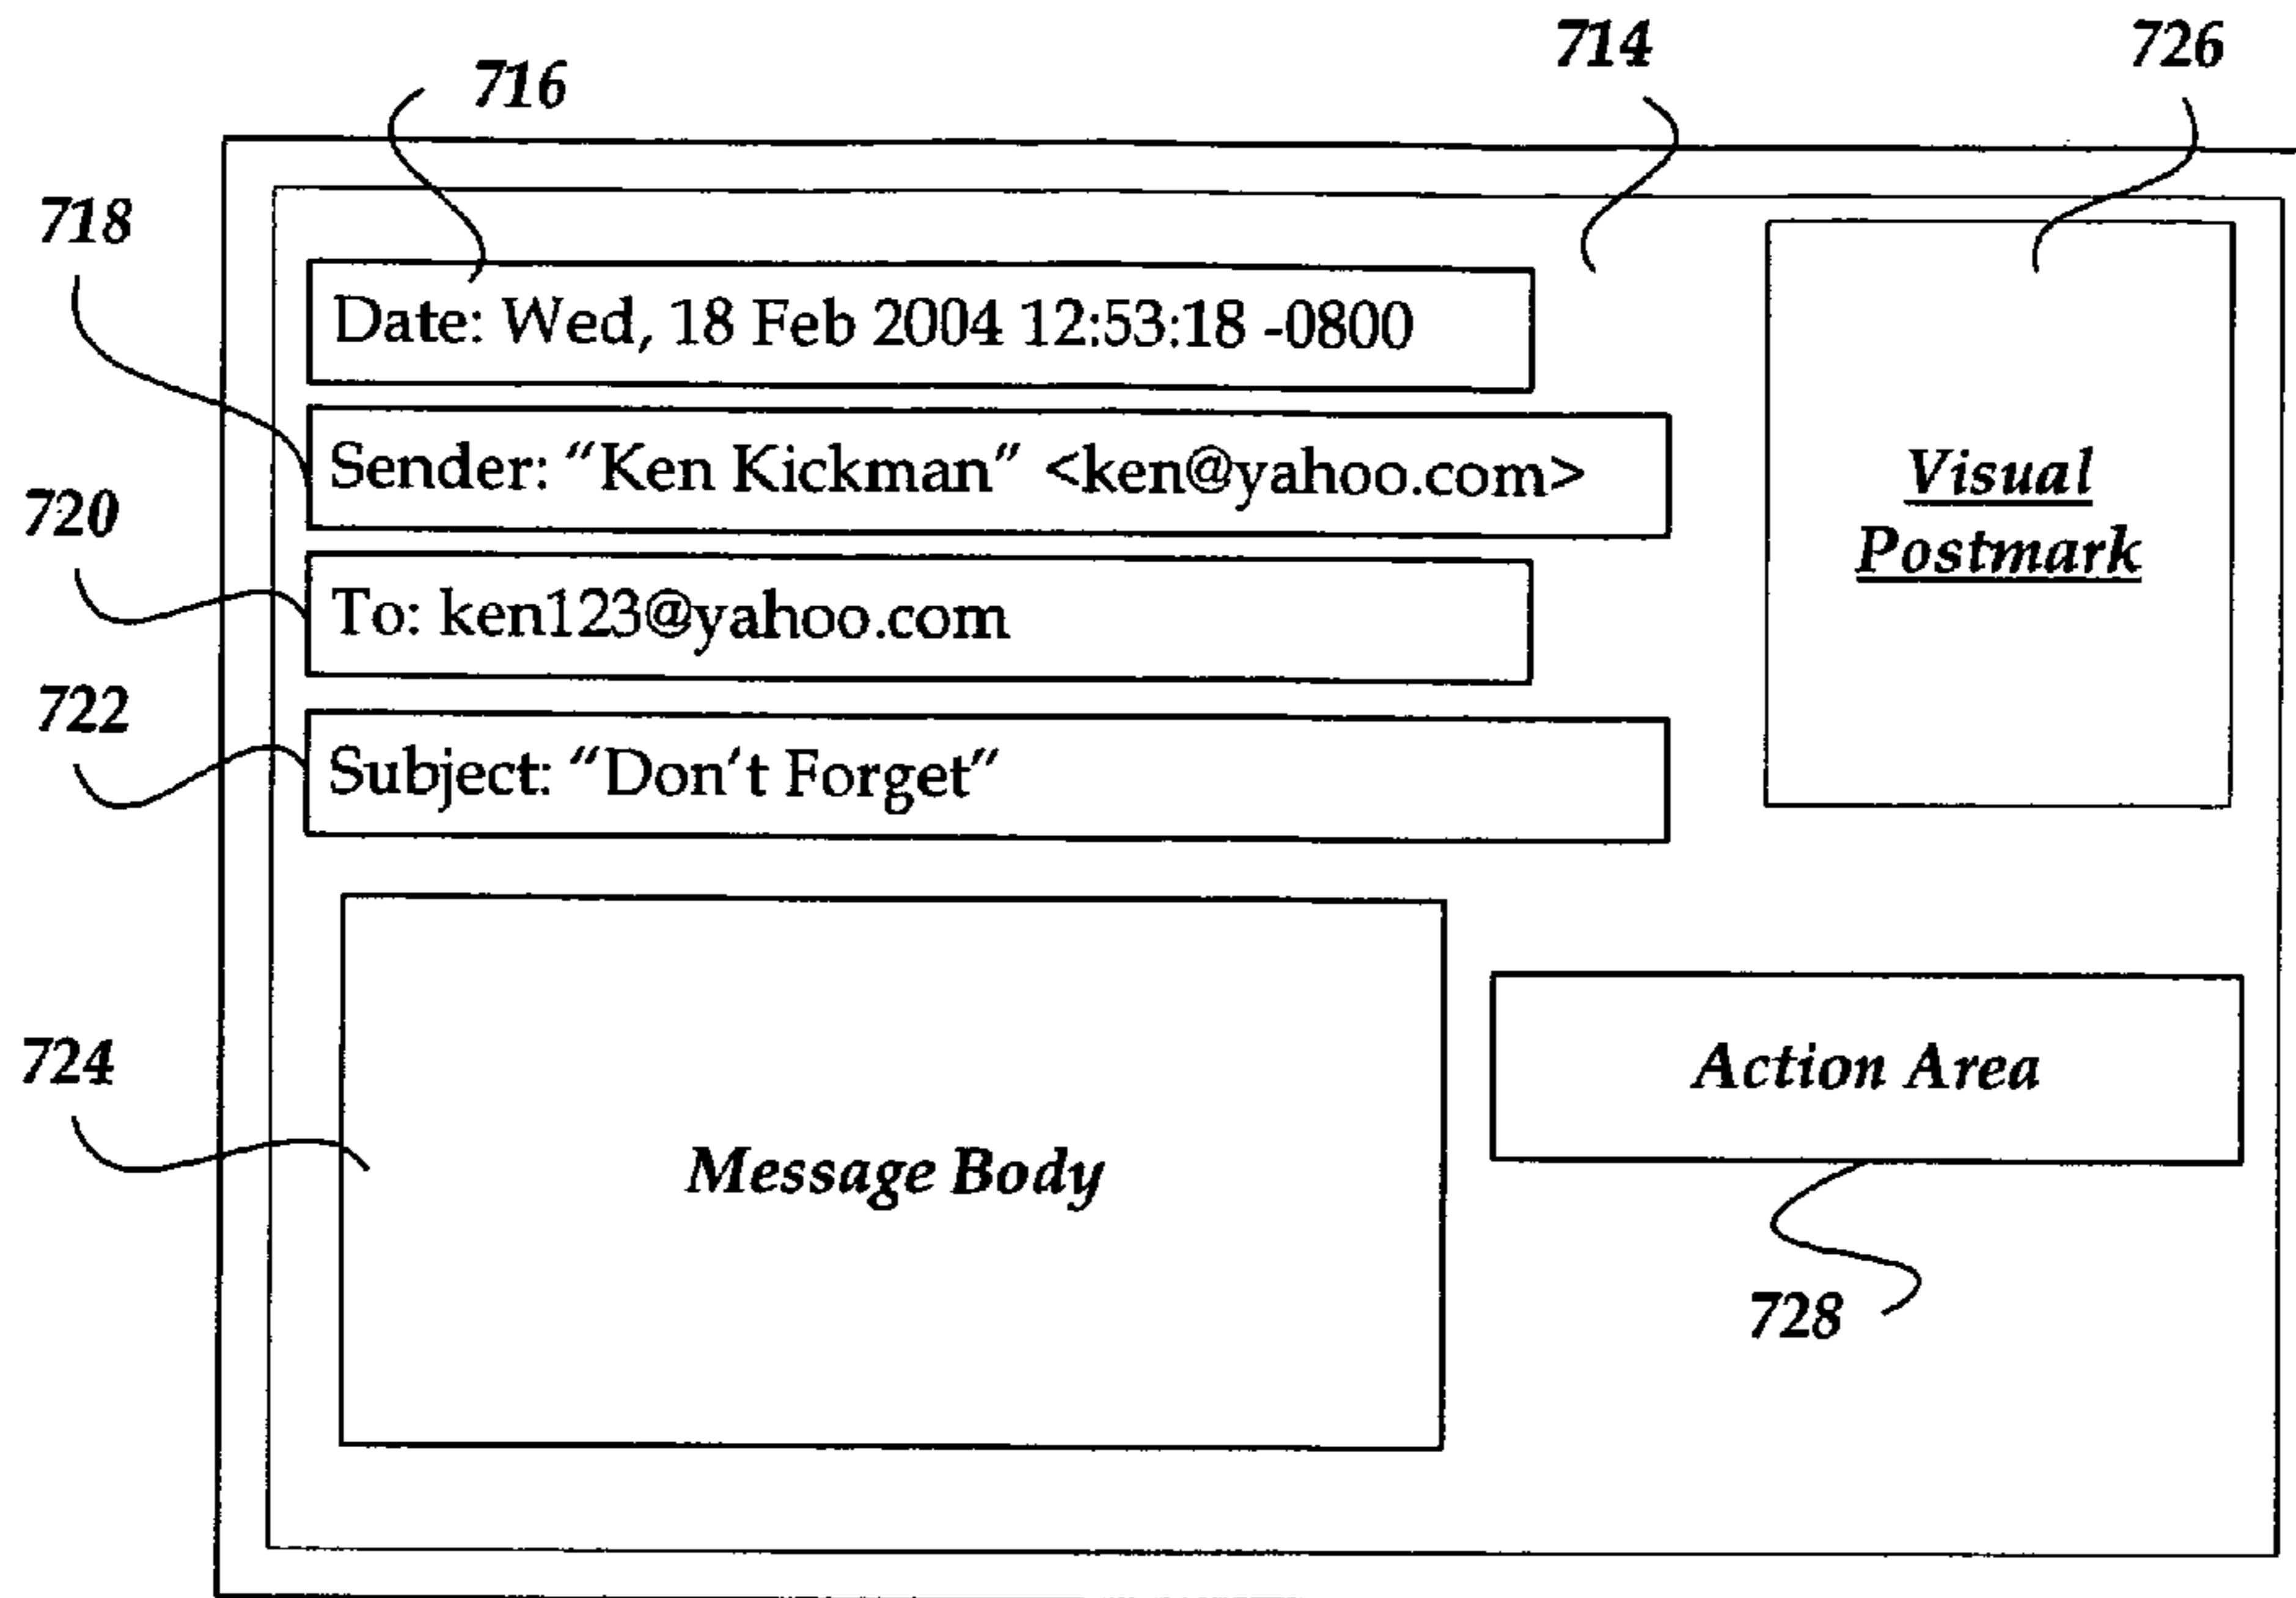 714
726
716
718
Date: Wed, 18 Feb 2004 12:53:18 -0800
Sender: “Ken Kickman” <ken@yahoo.com>
Visual
Postmark
720
To: ken123@yahoo.com
722
Subject: “Don't Forget”
724
Message Body
Action Area
728